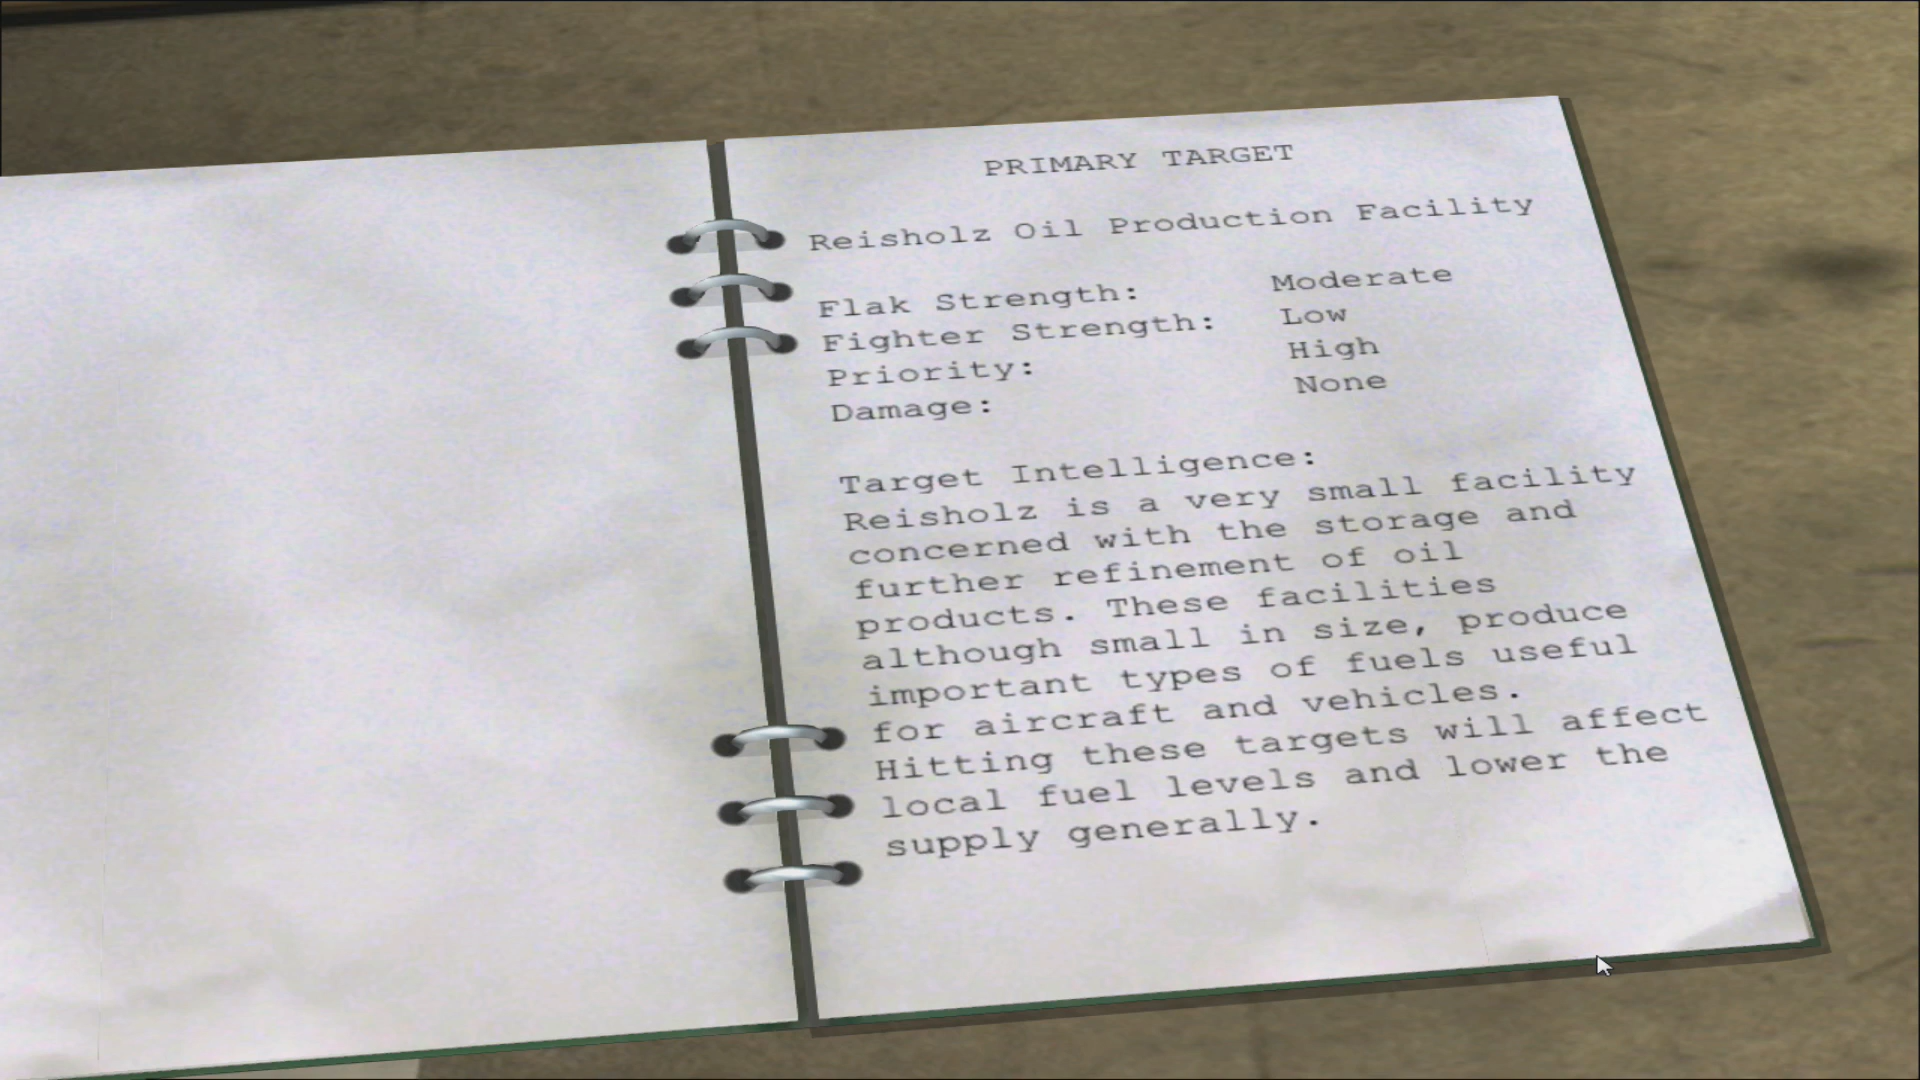 PRIMARY TARGET
Reisholz Oil Production Facility
Flak Strength: Moderate
Fighter Strength: Low
Priority: High
Damage: None
Target Intelligence:
Reisholz is a very small facility
concerned with the storage and
further refinement of oil
products. These facilities
although small in size, produce
important types of fuels useful
for aircraft and vehicles.
Hitting these targets will affect
local fuel levels and lower the
supply generally.